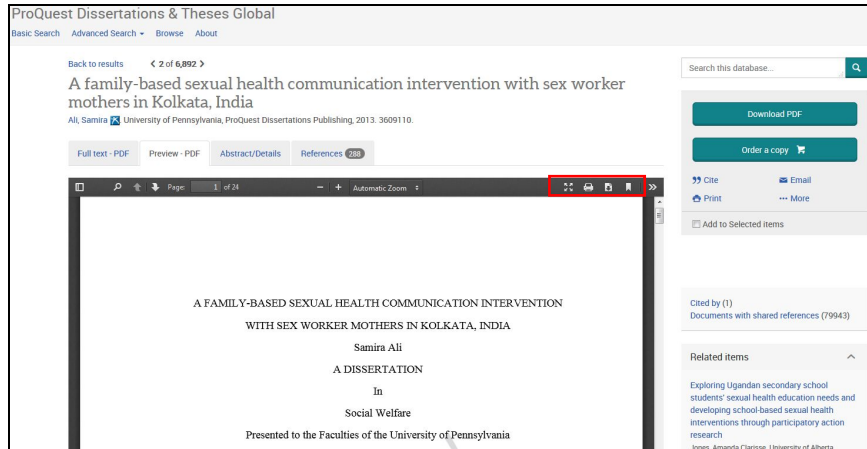 ProQuest Dissertations & Theses Global
Basic Search Advanced Search Browse About
Back to results < 2 of 6,892 >
A family-based sexual health communication intervention with sex worker
mothers in Kolkata, India
Ali, Samira University of Pennsylvania, ProQuest Dissertations Publishing, 2013. 3609110.
Full text - PDF Preview - PDF Abstract/Details References 288
Page: 1 of 24 − + Automatic Zoom
A FAMILY-BASED SEXUAL HEALTH COMMUNICATION INTERVENTION
WITH SEX WORKER MOTHERS IN KOLKATA, INDIA
Samira Ali
A DISSERTATION
In
Social Welfare
Presented to the Faculties of the University of Pennsylvania
Search this database...
Download PDF
Order a copy
Cite Email
Print ••• More
Add to Selected items
Cited by (1)
Documents with shared references (79943)
Related items
Exploring Ugandan secondary school
students' sexual health education needs and
developing school-based sexual health
interventions through participatory action
research
Jones, Amanda Clarisse. University of Alberta